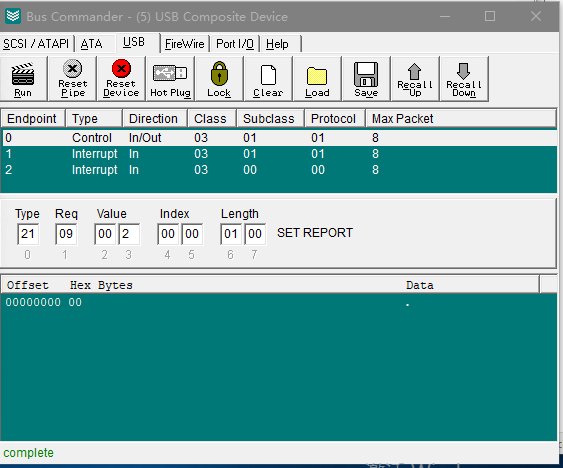 Bus Commander - (5) USB Composite Device
SCSI / ATAPI ATA USB FireWire Port I/O Help
Run Reset Pipe Reset Device Hot Plug Lock Clear Load Save Recall Up Recall Down
Endpoint Type Direction Class Subclass Protocol Max Packet
0 Control In/Out 03 01 01 8
1 Interrupt In 03 01 01 8
2 Interrupt In 03 00 00 8
Type Req Value Index Length
21 09 00 2 00 00 01 00 SET REPORT
0 1 2 3 4 5 6 7
Offset Hex Bytes Data
00000000 00 .
complete